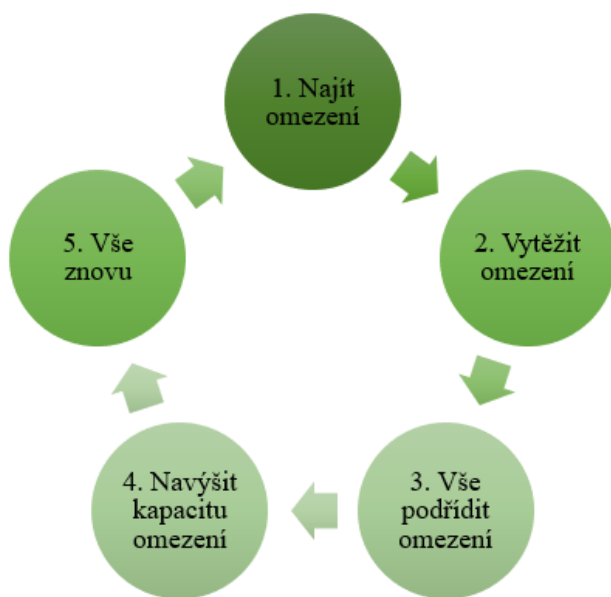 1. Najít
omezení
2. Vytěžit
omezení
3. Vše
podřídit
omezení
4. Navýšit
kapacitu
omezení
5. Vše
znovu